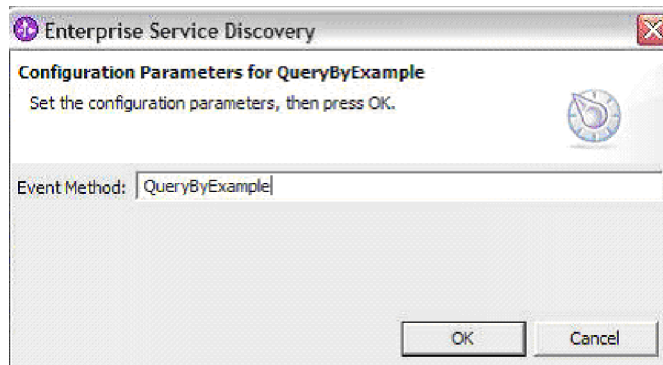 Enterprise Service Discovery
Configuration Parameters for QueryByExample
Set the configuration parameters, then press OK.
Event Method: QueryByExample
OK Cancel